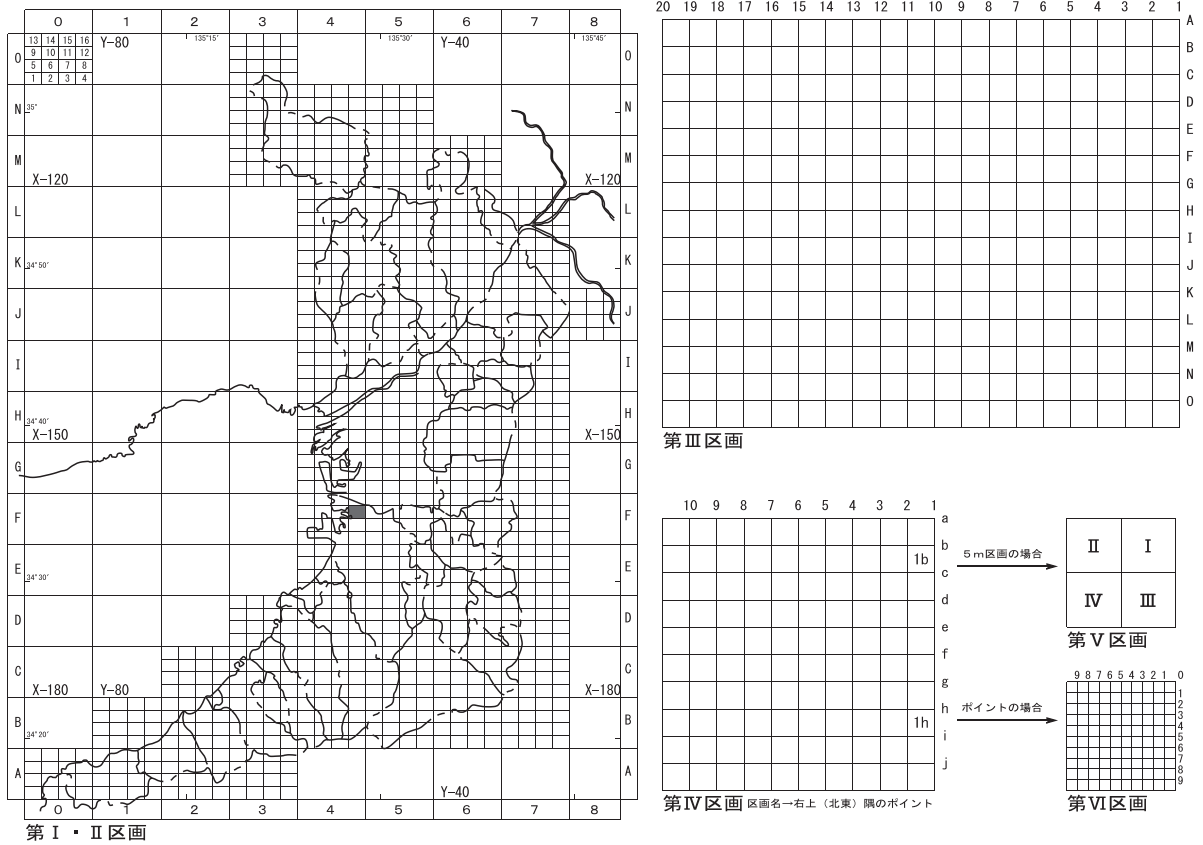 0 1 2 3 4 5 6 7 8
135°15′ 135°30′ 135°45′
Y-80 Y-40
13 14 15 16
9 10 11 12
5 6 7 8
1 2 3 4
O O
N 35° N
M M
X-120 X-120
L L
K 34°50′ K
J J
I I
H 34°40′ H
X-150 X-150
G G
F F
E 34°30′ E
D D
C C
X-180 Y-80 X-180
B 34°20′ B
A A
Y-40
0 1 2 3 4 5 6 7 8
第Ⅰ・Ⅱ区画
20 19 18 17 16 15 14 13 12 11 10 9 8 7 6 5 4 3 2 1
A
B
C
D
E
F
G
H
I
J
K
L
M
N
O
第Ⅲ区画
10 9 8 7 6 5 4 3 2 1
a
b
1b
c
d
e
f
g
h
1h
i
j
第Ⅳ区画 区画名→右上（北東）隅のポイント
5m区画の場合
Ⅱ Ⅰ
Ⅳ Ⅲ
第Ⅴ区画
ポイントの場合
9 8 7 6 5 4 3 2 1 0
1
2
3
4
5
6
7
8
9
第Ⅵ区画